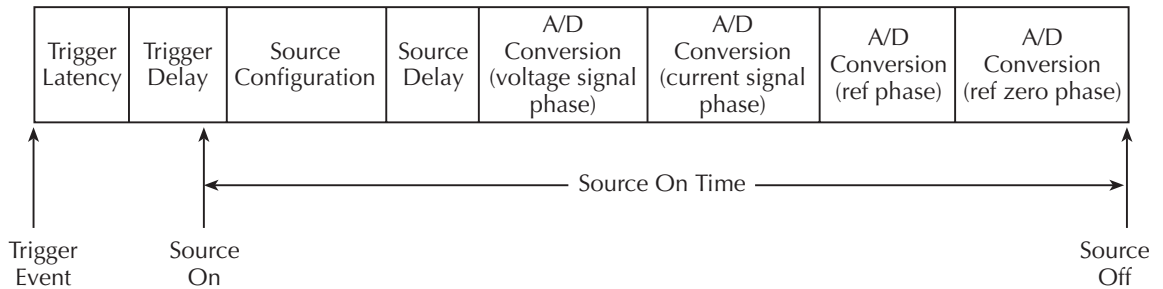 Trigger
Latency
Trigger
Delay
Source
Configuration
Source
Delay
A/D
Conversion
(voltage signal
phase)
A/D
Conversion
(current signal
phase)
A/D
Conversion
(ref phase)
A/D
Conversion
(ref zero phase)
Source On Time
Trigger
Event
Source
On
Source
Off